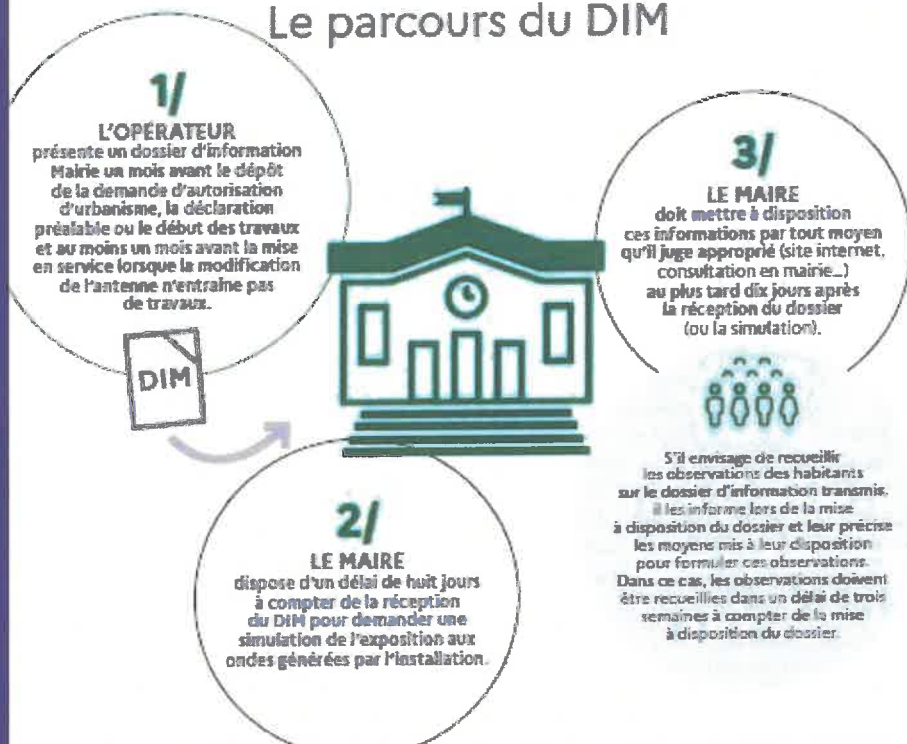 Le parcours du DIM
1/
L'OPÉRATEUR
présente un dossier d'information
Mairie un mois avant le dépôt
de la demande d'autorisation
d'urbanisme, la déclaration
préalable ou le début des travaux
et au moins un mois avant la mise
en service lorsque la modification
de l'antenne n'entraîne pas
de travaux.
DIM
2/
LE MAIRE
dispose d'un délai de huit jours
à compter de la réception
du DIM pour demander une
simulation de l'exposition aux
ondes générées par l'installation.
3/
LE MAIRE
doit mettre à disposition
ces informations par tout moyen
qu'il juge approprié (site internet,
consultation en mairie...)
au plus tard dix jours après
la réception du dossier
(ou la simulation).
S'il envisage de recueillir
les observations des habitants
sur le dossier d'information transmis,
il les informe lors de la mise
à disposition du dossier et leur précise
les moyens mis à leur disposition
pour formuler ces observations.
Dans ce cas, les observations doivent
être recueillies dans un délai de trois
semaines à compter de la mise
à disposition du dossier.